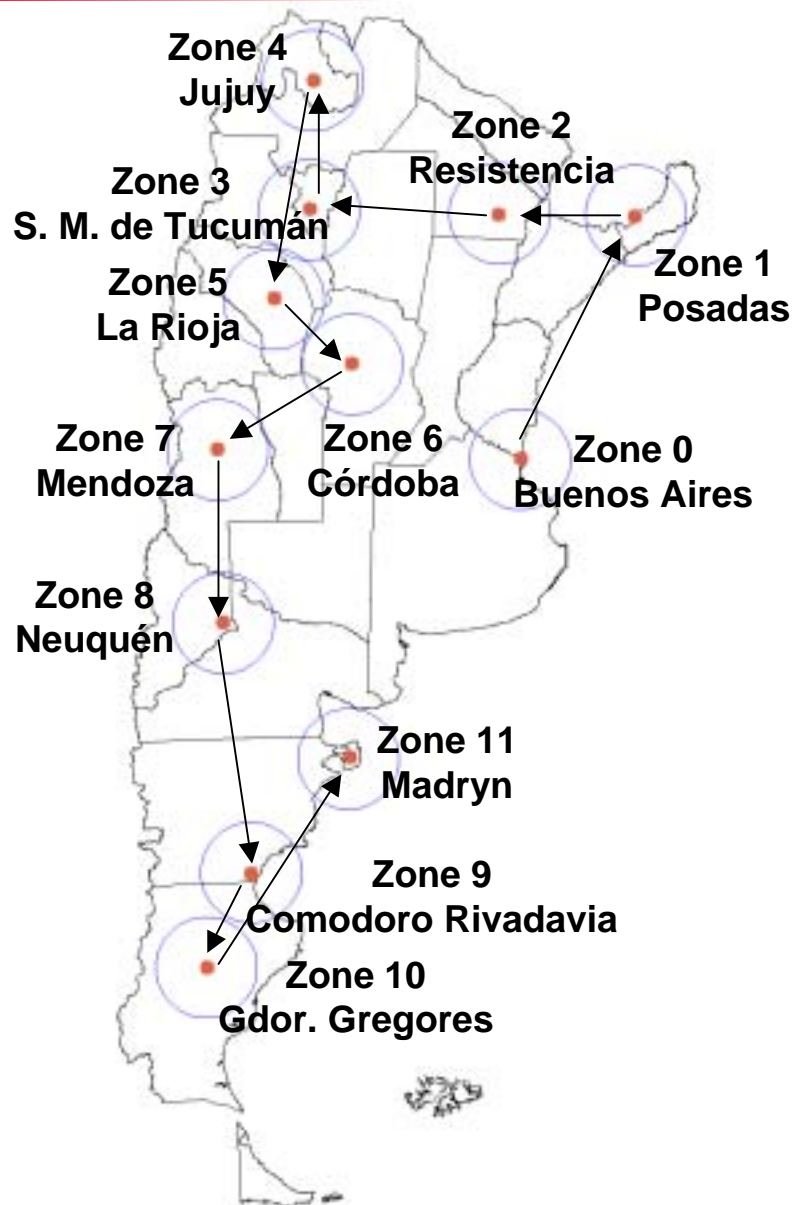 Zone 4
Jujuy
Zone 2
Resistencia
Zone 3
S. M. de Tucumán
Zone 1
Posadas
Zone 5
La Rioja
Zone 7
Mendoza
Zone 6
Córdoba
Zone 0
Buenos Aires
Zone 8
Neuquén
Zone 11
Madryn
Zone 9
Comodoro Rivadavia
Zone 10
Gdor. Gregores